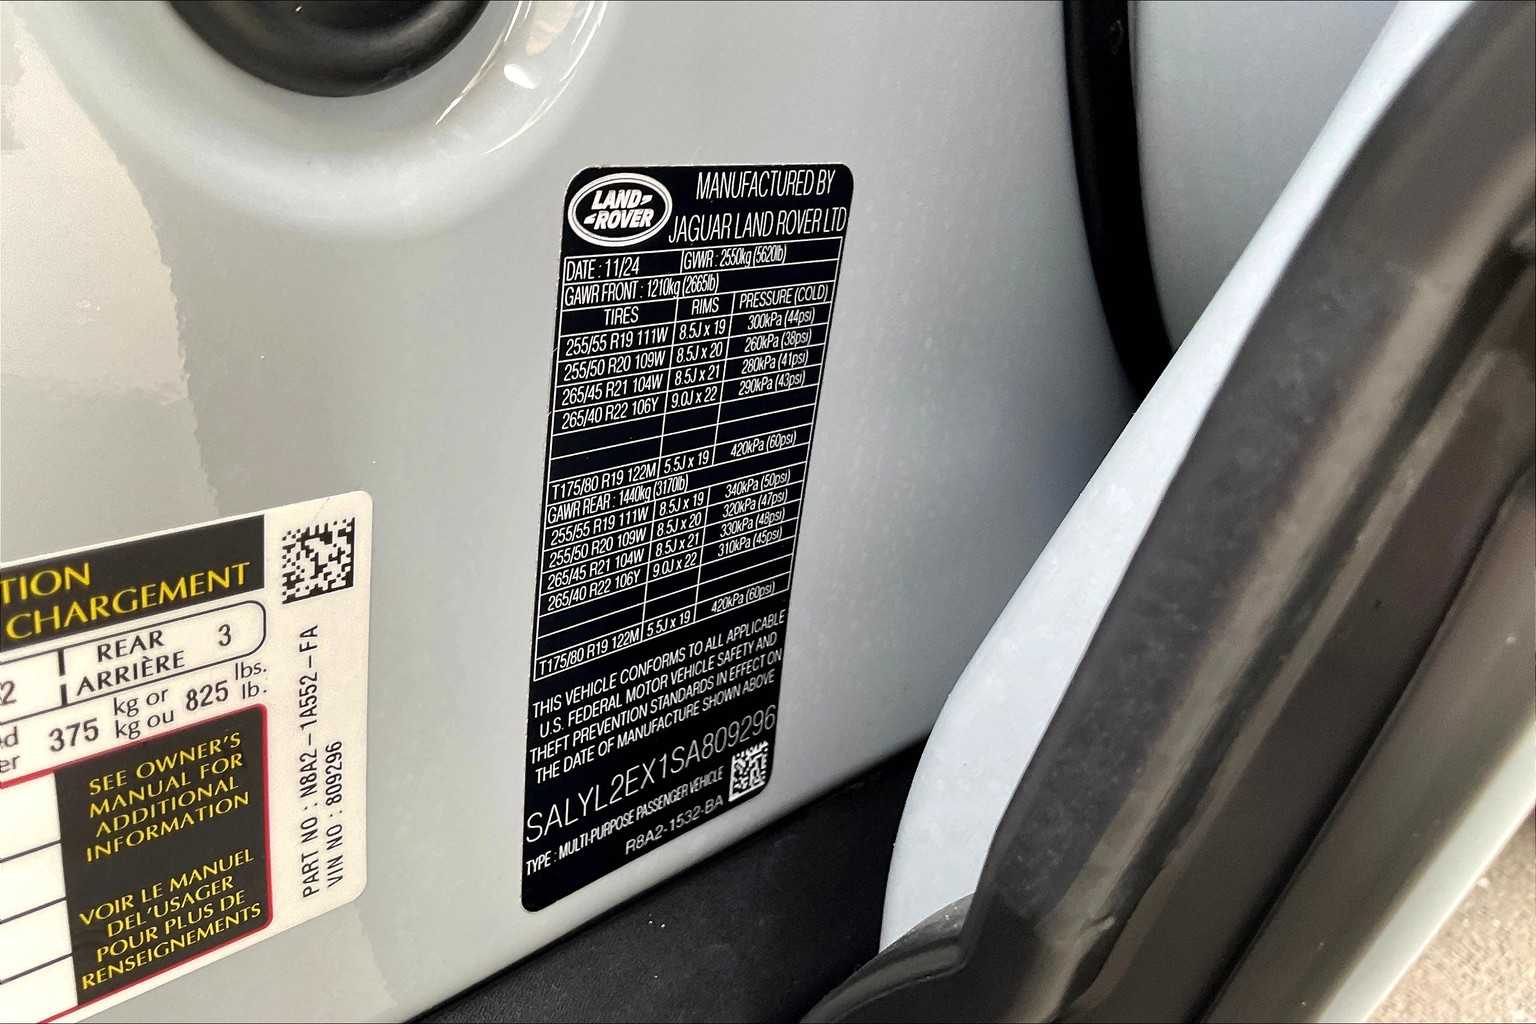 TION
CHARGEMENT
REAR 3
ARRIÈRE
kg or lbs.
375 kg ou 825 lb.
SEE OWNER'S
MANUAL FOR
ADDITIONAL
INFORMATION
VOIR LE MANUEL
DEL'USAGER
POUR PLUS DE
RENSEIGNEMENTS
PART NO : N8A2-1A552-FA
VIN NO : 809296
LAND
ROVER
MANUFACTURED BY
JAGUAR LAND ROVER LTD
DATE : 11/24 GVWR : 2550kg (5620lb)
GAWR FRONT : 1210kg (2665lb)
TIRES RIMS PRESSURE (COLD)
255/55 R19 111W 8.5J x 19 300kPa (44psi)
255/50 R20 109W 8.5J x 20 260kPa (38psi)
265/45 R21 104W 8.5J x 21 280kPa (41psi)
265/40 R22 106Y 9.0J x 22 290kPa (43psi)
T175/80 R19 122M 5.5J x 19 420kPa (60psi)
GAWR REAR : 1440kg (3170lb)
255/55 R19 111W 8.5J x 19 340kPa (50psi)
255/50 R20 109W 8.5J x 20 320kPa (47psi)
265/45 R21 104W 8.5J x 21 330kPa (48psi)
265/40 R22 106Y 9.0J x 22 310kPa (45psi)
T175/80 R19 122M 5.5J x 19 420kPa (60psi)
THIS VEHICLE CONFORMS TO ALL APPLICABLE
U.S. FEDERAL MOTOR VEHICLE SAFETY AND
THEFT PREVENTION STANDARDS IN EFFECT ON
THE DATE OF MANUFACTURE SHOWN ABOVE
SALYL2EX1SA809296
TYPE : MULTI-PURPOSE PASSENGER VEHICLE
R8A2-1532-BA